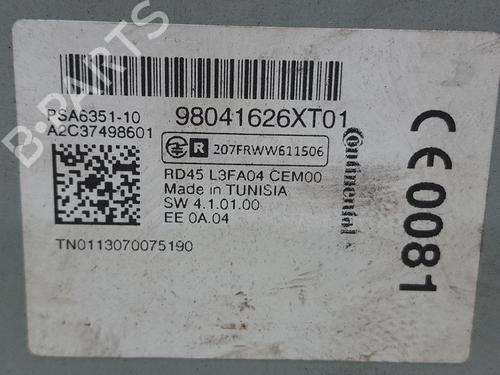 B-PARTS
PSA6351-10
A2C37498601
98041626XT01
R 207FRWW611506
RD45 L3FA04 CEM00
Made in TUNISIA
SW 4.1.01.00
EE 0A.04
TN0113070075190
Continental
CE 0081